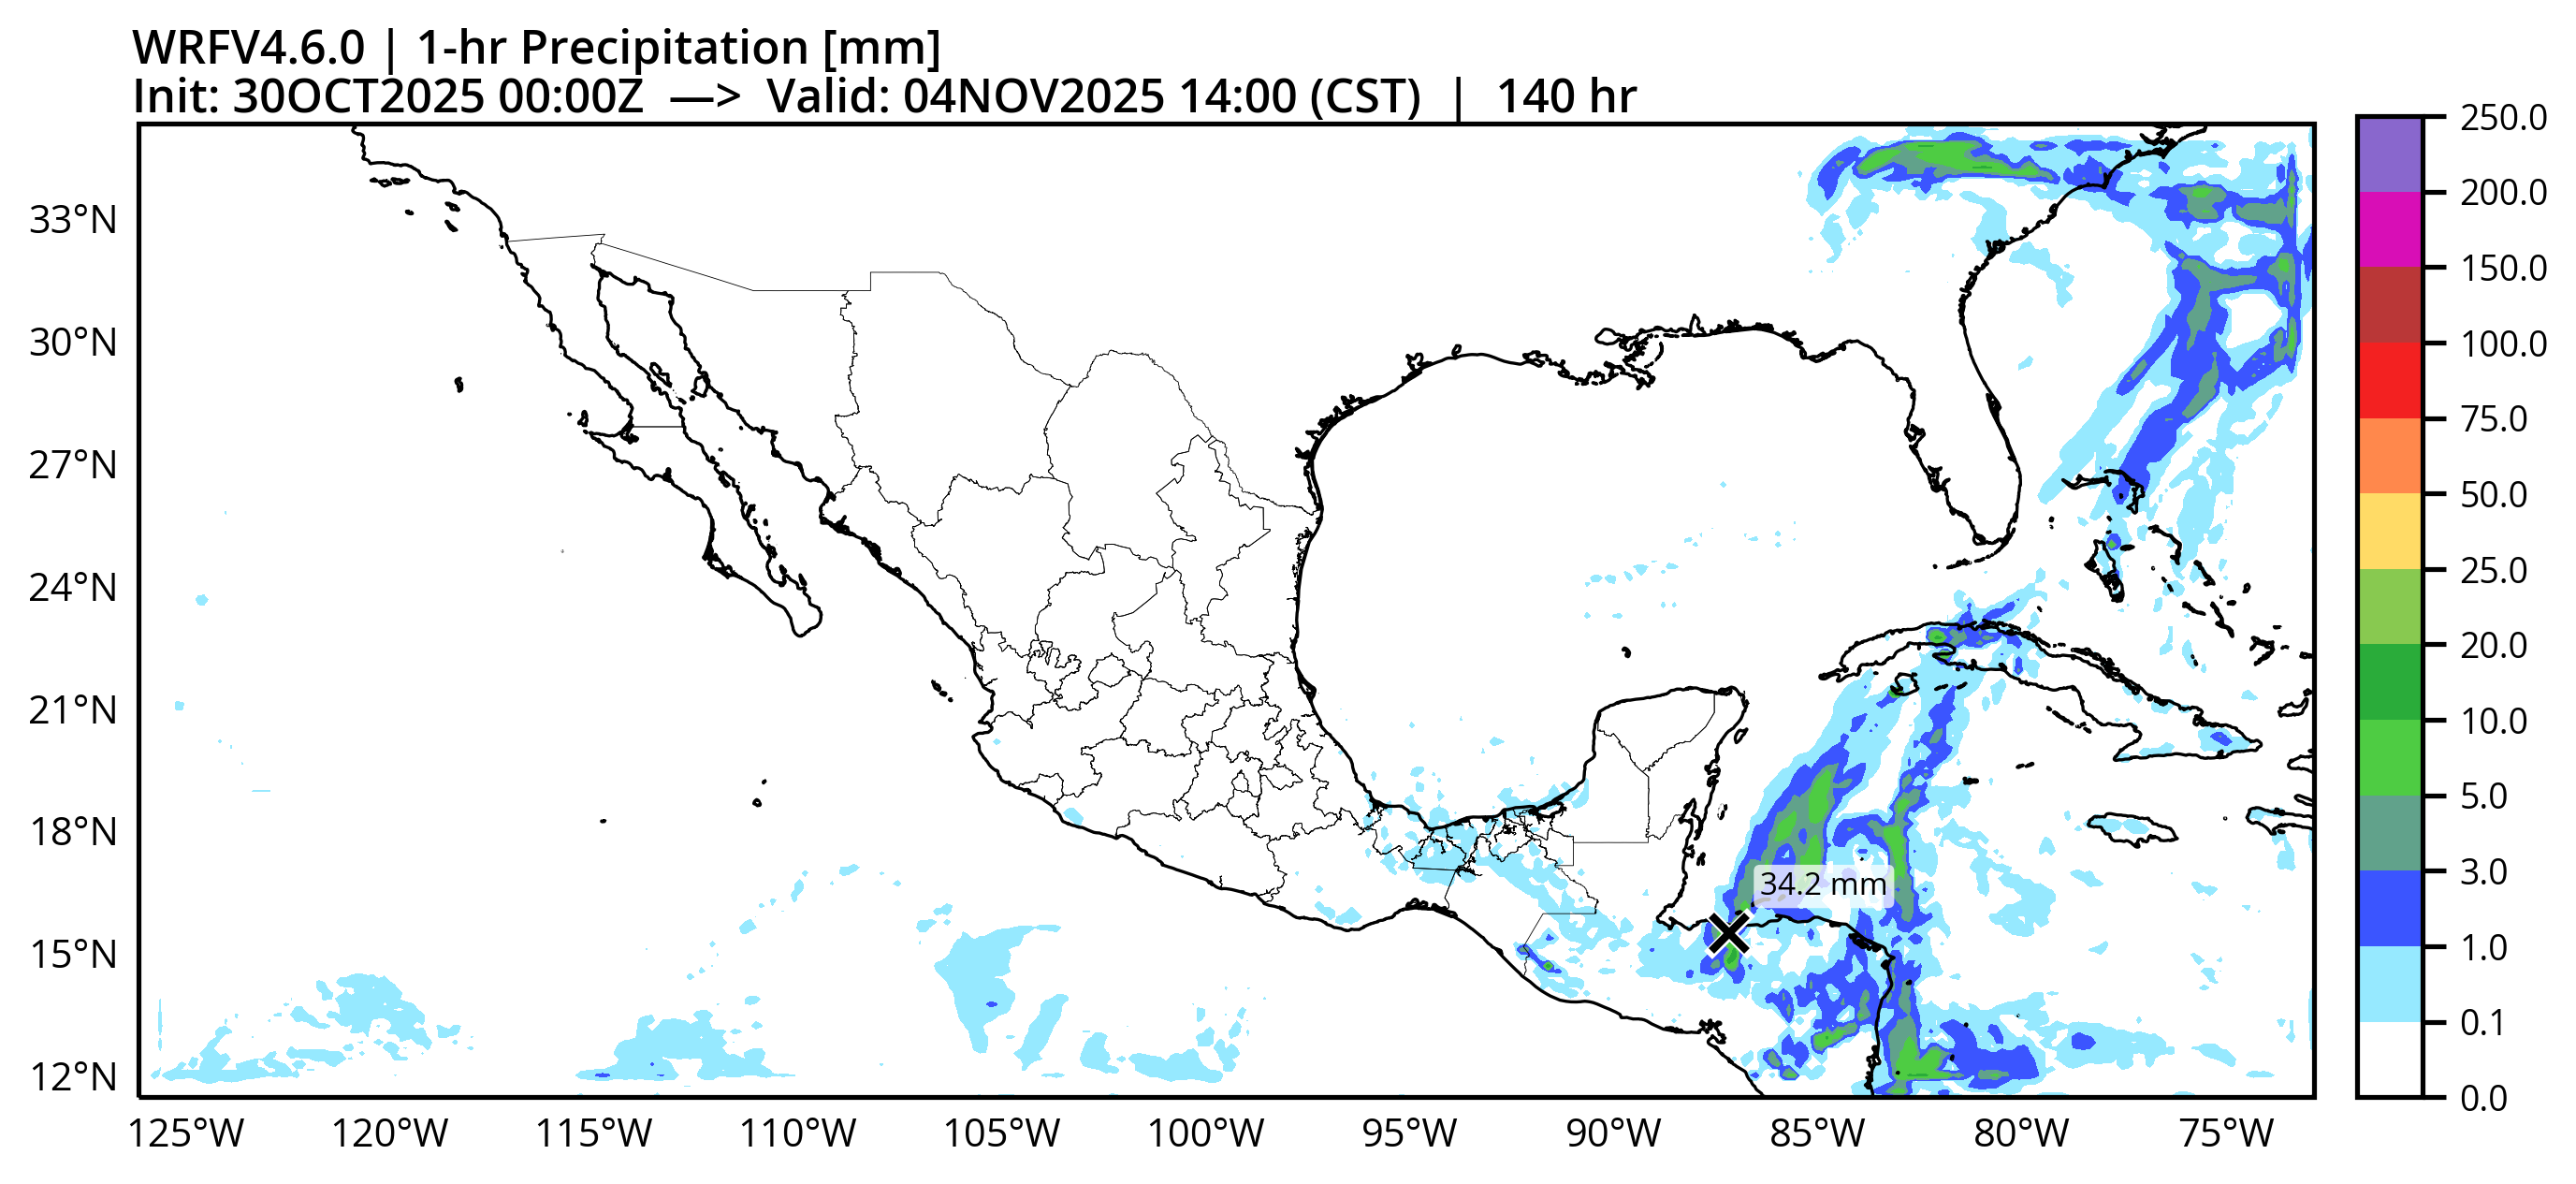 WRFV4.6.0 | 1-hr Precipitation [mm]
Init: 30OCT2025 00:00Z —> Valid: 04NOV2025 14:00 (CST) | 140 hr
33°N
30°N
27°N
24°N
21°N
18°N
15°N
12°N
125°W 120°W 115°W 110°W 105°W 100°W 95°W 90°W 85°W 80°W 75°W
34.2 mm
250.0
200.0
150.0
100.0
75.0
50.0
25.0
20.0
10.0
5.0
3.0
1.0
0.1
0.0